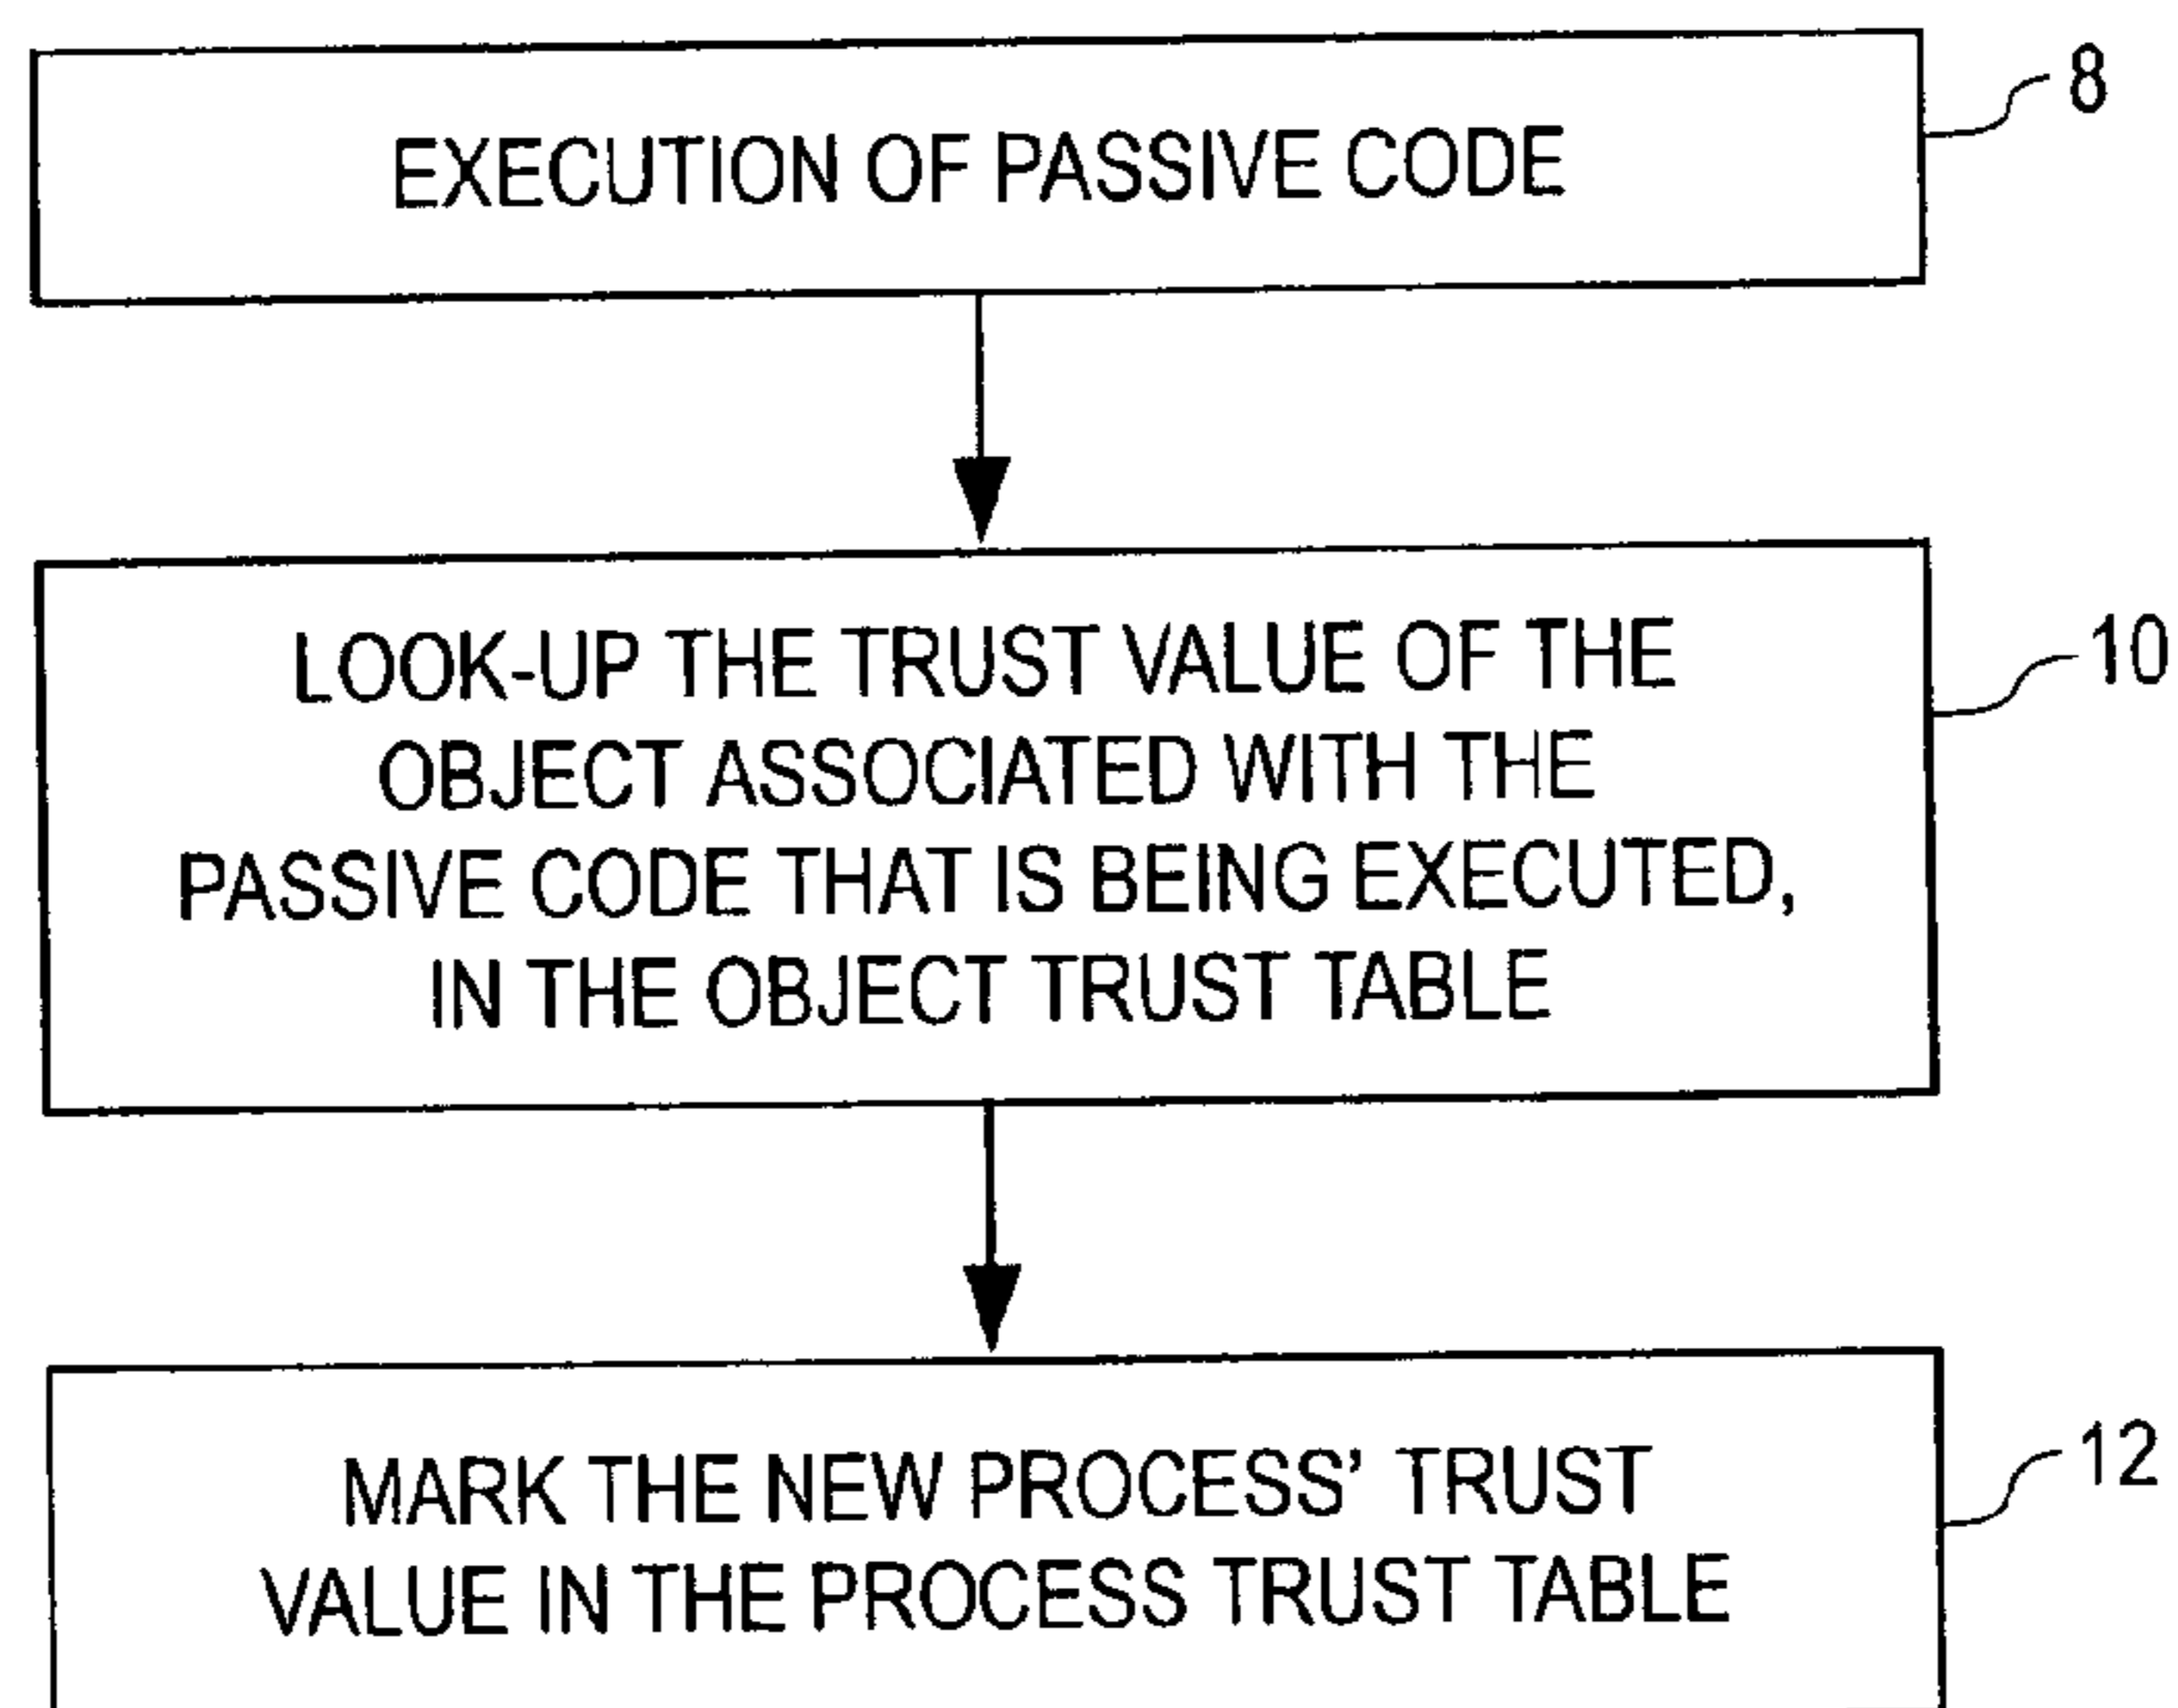 EXECUTION OF PASSIVE CODE
8
LOOK-UP THE TRUST VALUE OF THE
OBJECT ASSOCIATED WITH THE
PASSIVE CODE THAT IS BEING EXECUTED,
IN THE OBJECT TRUST TABLE
10
MARK THE NEW PROCESS' TRUST
VALUE IN THE PROCESS TRUST TABLE
12